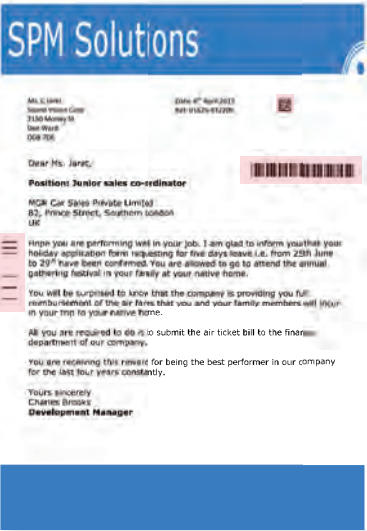 SPM Solutions
Ms. C Jaret
Date: 6th April 2015
Dear Ms. Jaret,
Position: Junior sales co-ordinator
MGR Car Sales Private Limited
82, Prince Street, Southern London
UK
Hope you are performing well in your job. I am glad to inform you that your
holiday application form requesting for five days leave i.e. from 25th June
to 29th have been confirmed. You are allowed to go to attend the annual
gathering festival in your family at your native home.
You will be surprised to know that the company is providing you full
reimbursement of the air fares that you and your family members will incur
in your trip to your native home.
All you are required to do is to submit the air ticket bill to the finance
department of our company.
You are receiving this reward for being the best performer in our company
for the last four years constantly.
Yours sincerely
Charles Brooks
Development Manager